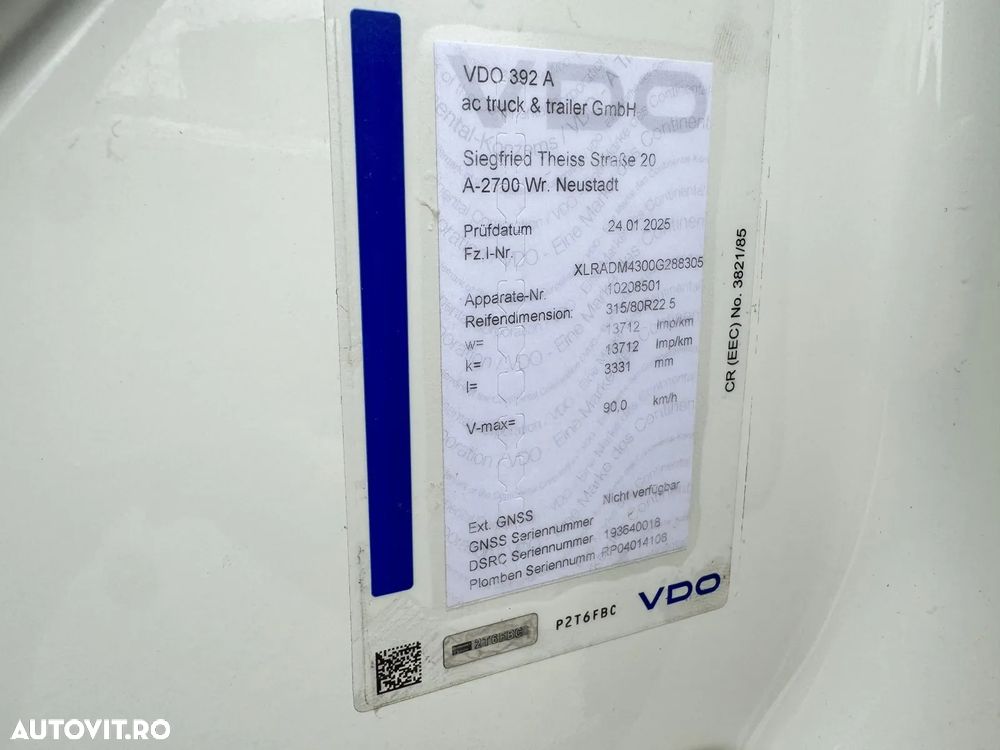 VDO 392 A
ac truck & trailer GmbH
Siegfried Theiss Straße 20
A-2700 Wr. Neustadt
Prüfdatum 24.01.2025
Fz.I-Nr.
XLRADM4300G288305
Apparate-Nr. 10208501
Reifendimension: 315/80R22 5
w= 13712 Imp/km
k= 13712 Imp/km
l= 3331 mm
V-max= 90,0 km/h
Ext. GNSS Nicht verfügbar
GNSS Seriennummer
DSRC Seriennummer 193640018
Plomben Seriennumm RP04014108
CR (EEC) No. 3821/85
2T6FBC
P2T6FBC
VDO
AUTOVIT.RO